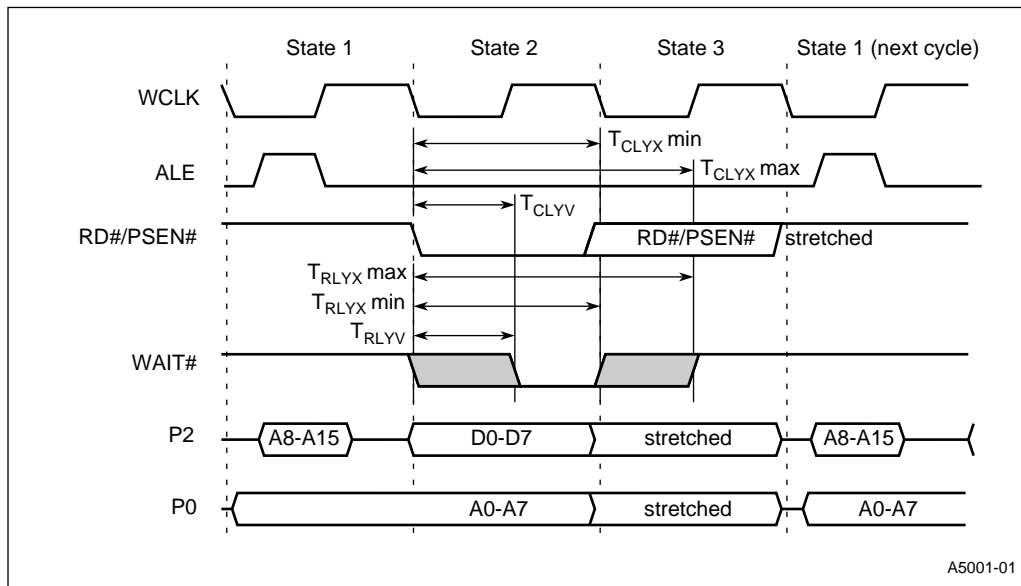 State 1 State 2 State 3 State 1 (next cycle)
WCLK
T_CLYX min
T_CLYX max
ALE
T_CLYV
RD#/PSEN# RD#/PSEN# stretched
T_RLYX max
T_RLYX min
T_RLYV
WAIT#
P2 A8-A15 D0-D7 stretched A8-A15
P0 A0-A7 stretched A0-A7
A5001-01